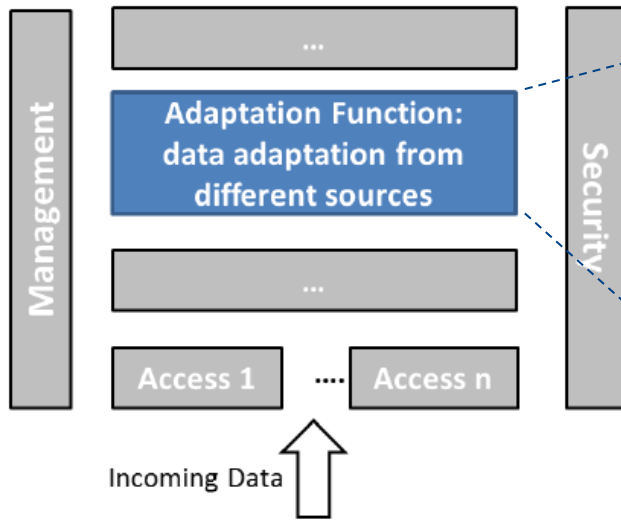 Management
...
Adaptation Function:
data adaptation from
different sources
...
Access 1
....
Access n
Security
Incoming Data